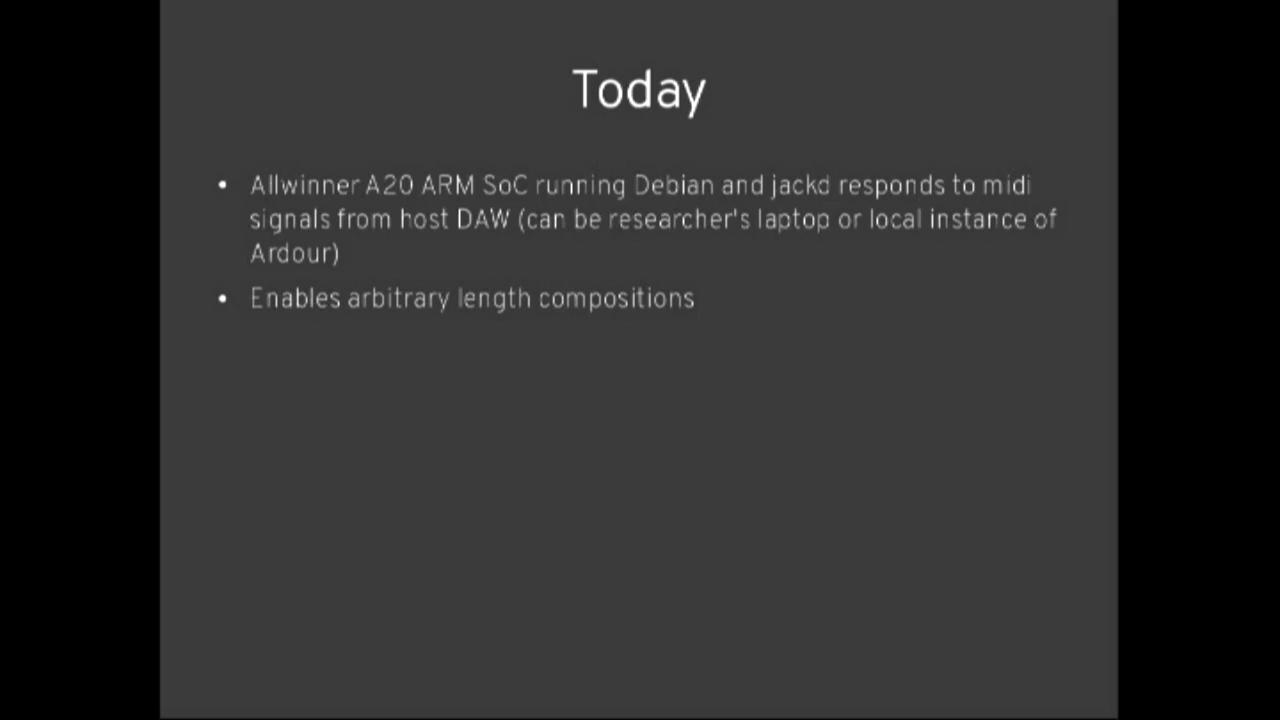 Today
• Allwinner A20 ARM SoC running Debian and jackd responds to midi
signals from host DAW (can be researcher's laptop or local instance of
Ardour)
• Enables arbitrary length compositions